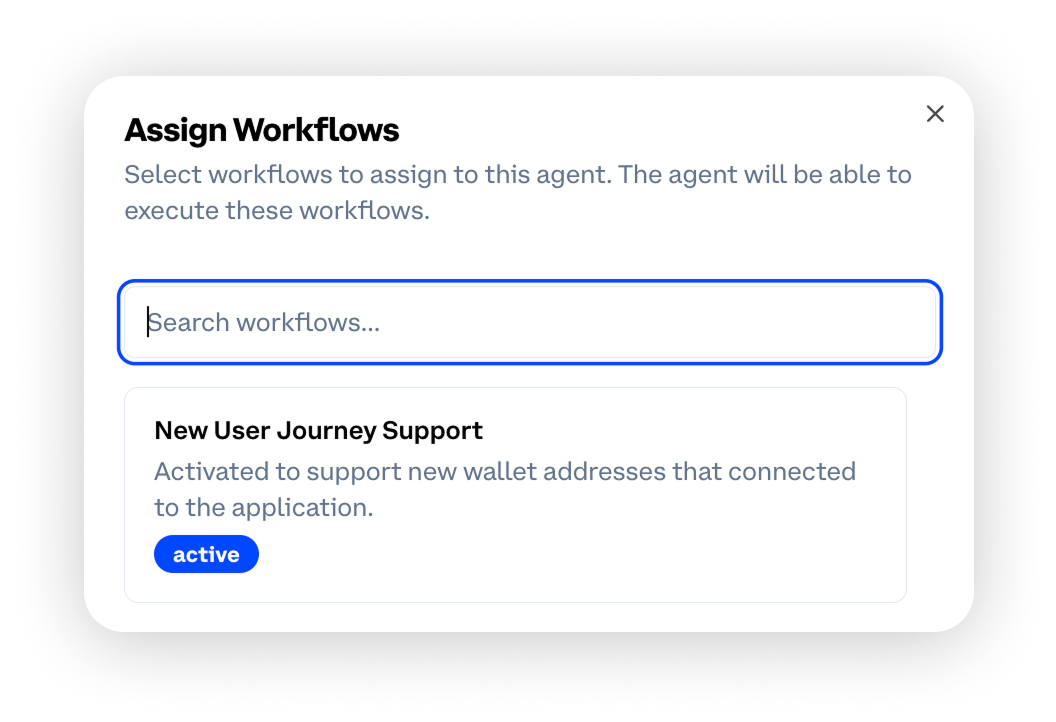 Assign Workflows
Select workflows to assign to this agent. The agent will be able to
execute these workflows.
Search workflows...
New User Journey Support
Activated to support new wallet addresses that connected
to the application.
active